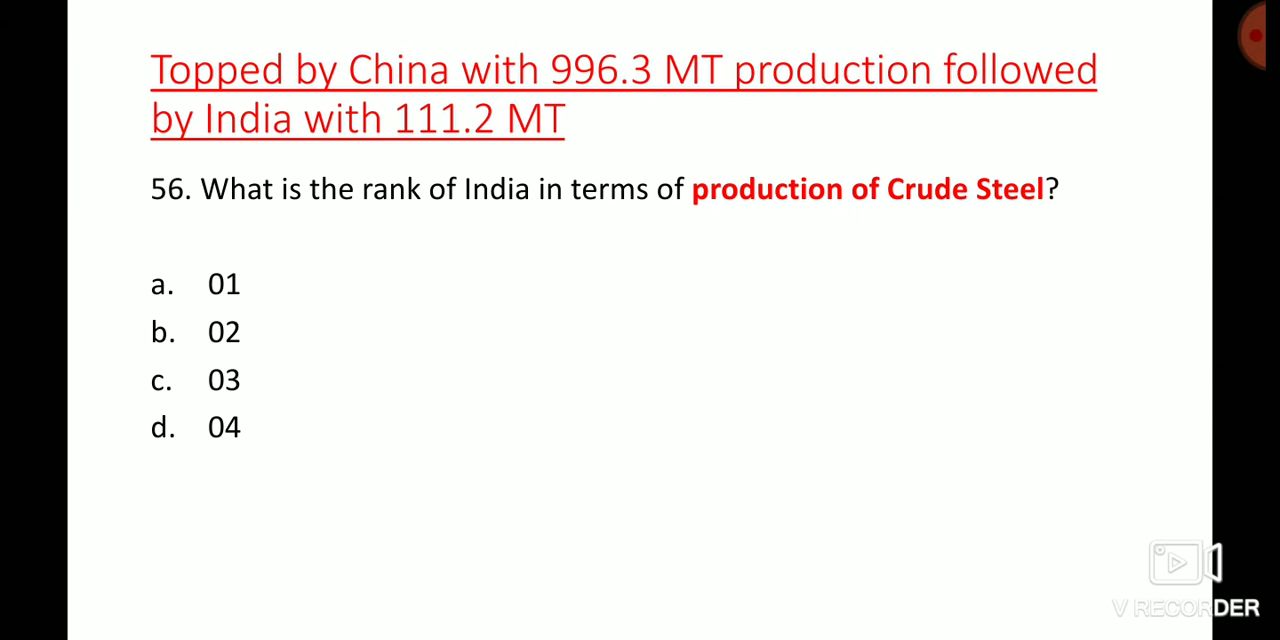 Topped by China with 996.3 MT production followed
by India with 111.2 MT
56. What is the rank of India in terms of production of Crude Steel?
a. 01
b. 02
c. 03
d. 04
V RECORDER